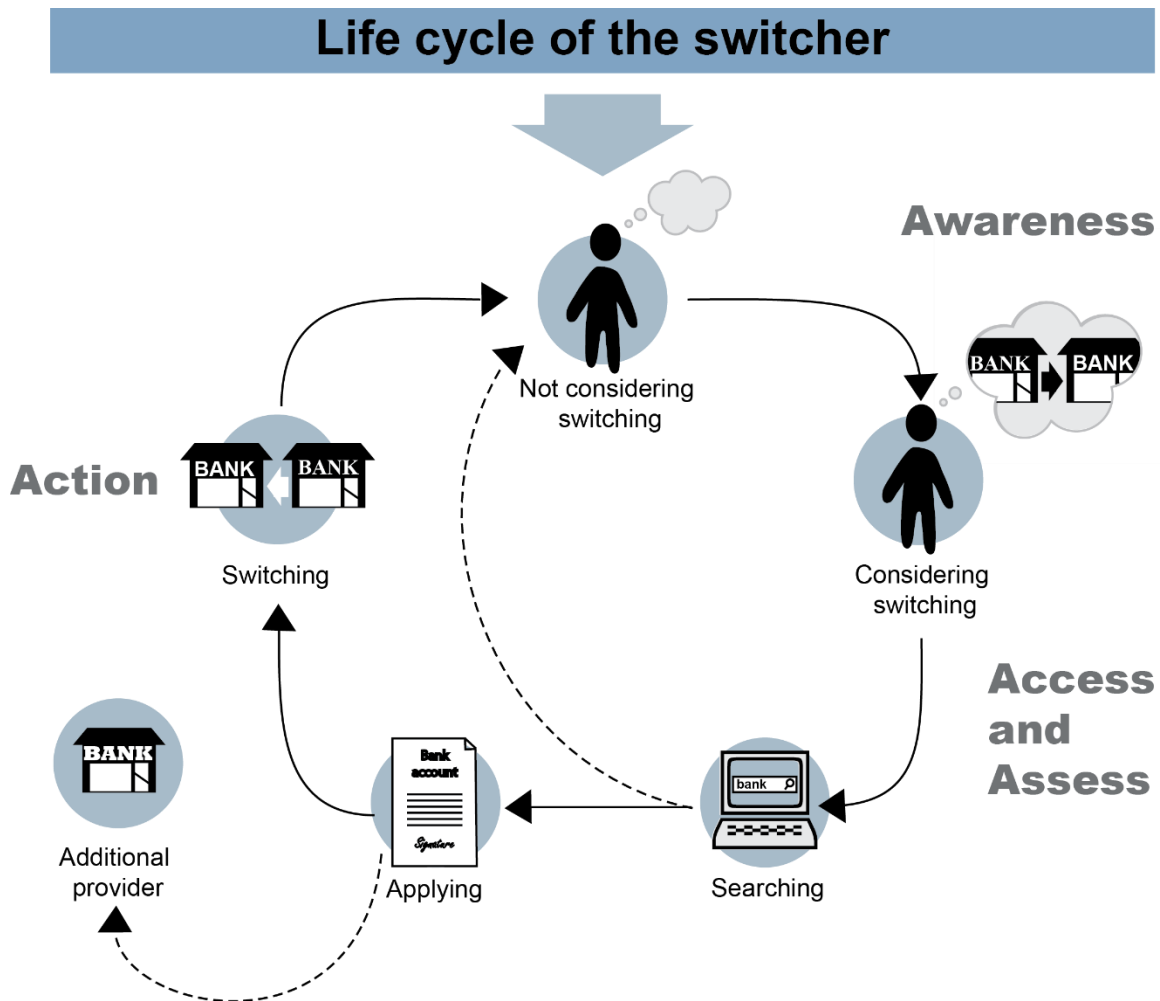 Life cycle of the switcher
Awareness
BANK BANK
Not considering
switching
Action
BANK BANK
Switching
Considering
switching
Access
and
Assess
BANK
Bank
account
Signature
bank
Additional
provider
Applying
Searching